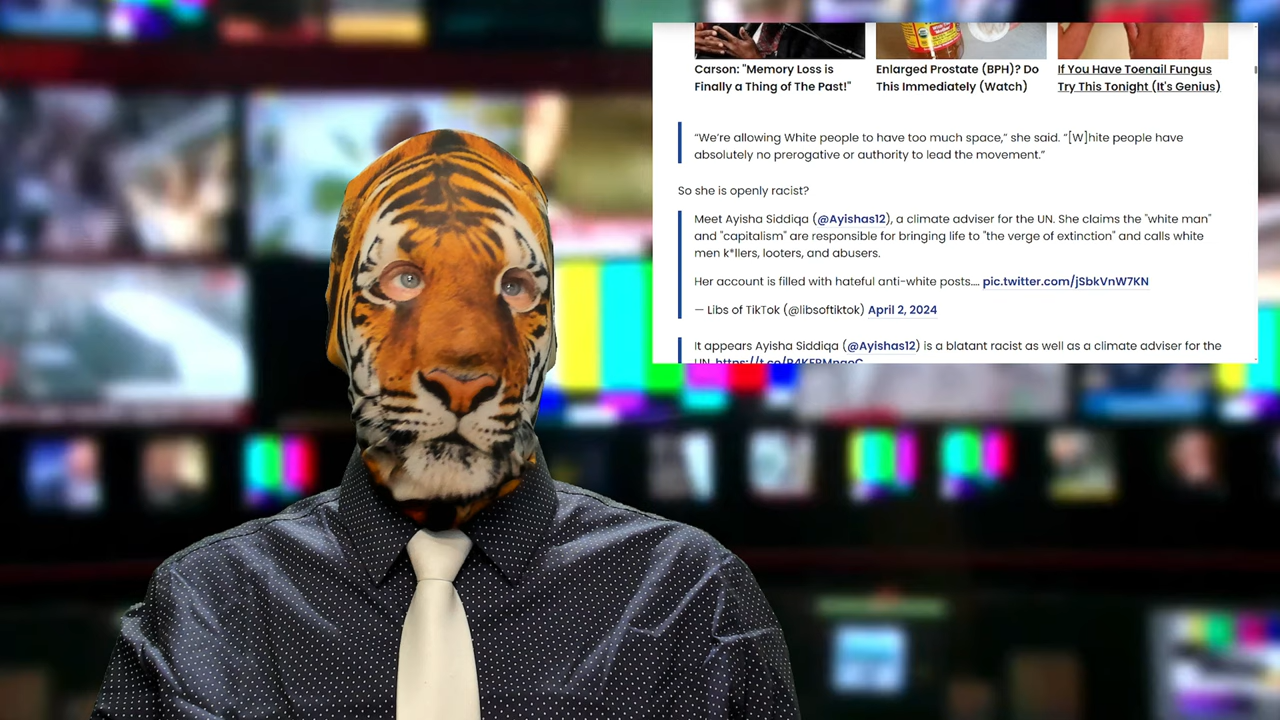 Carson: "Memory Loss is
Finally a Thing of The Past!"
Enlarged Prostate (BPH)? Do
This Immediately (Watch)
If You Have Toenail Fungus
Try This Tonight (It's Genius)
“We’re allowing White people to have too much space,” she said. “[W]hite people have
absolutely no prerogative or authority to lead the movement.”
So she is openly racist?
Meet Ayisha Siddiqa (@Ayishas12), a climate adviser for the UN. She claims the "white man"
and "capitalism" are responsible for bringing life to "the verge of extinction" and calls white
men k*llers, looters, and abusers.
Her account is filled with hateful anti-white posts…. pic.twitter.com/jSbkVnW7KN
— Libs of TikTok (@libsoftiktok) April 2, 2024
It appears Ayisha Siddiqa (@Ayishas12) is a blatant racist as well as a climate adviser for the
UN.